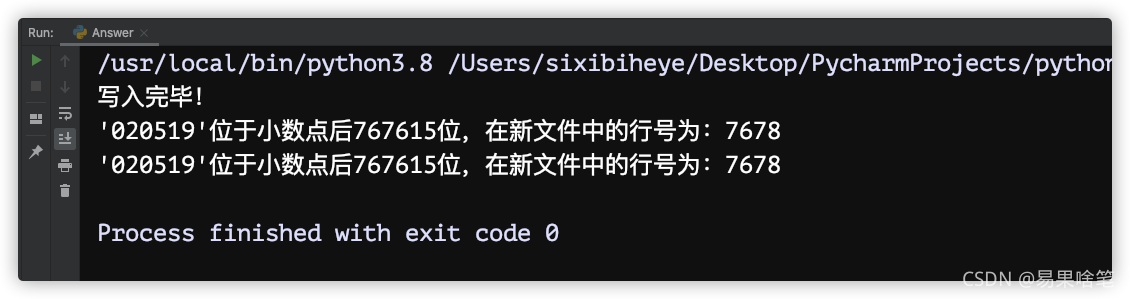 Run: Answer
/usr/local/bin/python3.8 /Users/sixibiheye/Desktop/PycharmProjects/python
写入完毕！
'020519'位于小数点后767615位，在新文件中的行号为：7678
'020519'位于小数点后767615位，在新文件中的行号为：7678
Process finished with exit code 0
CSDN @易果啥笔